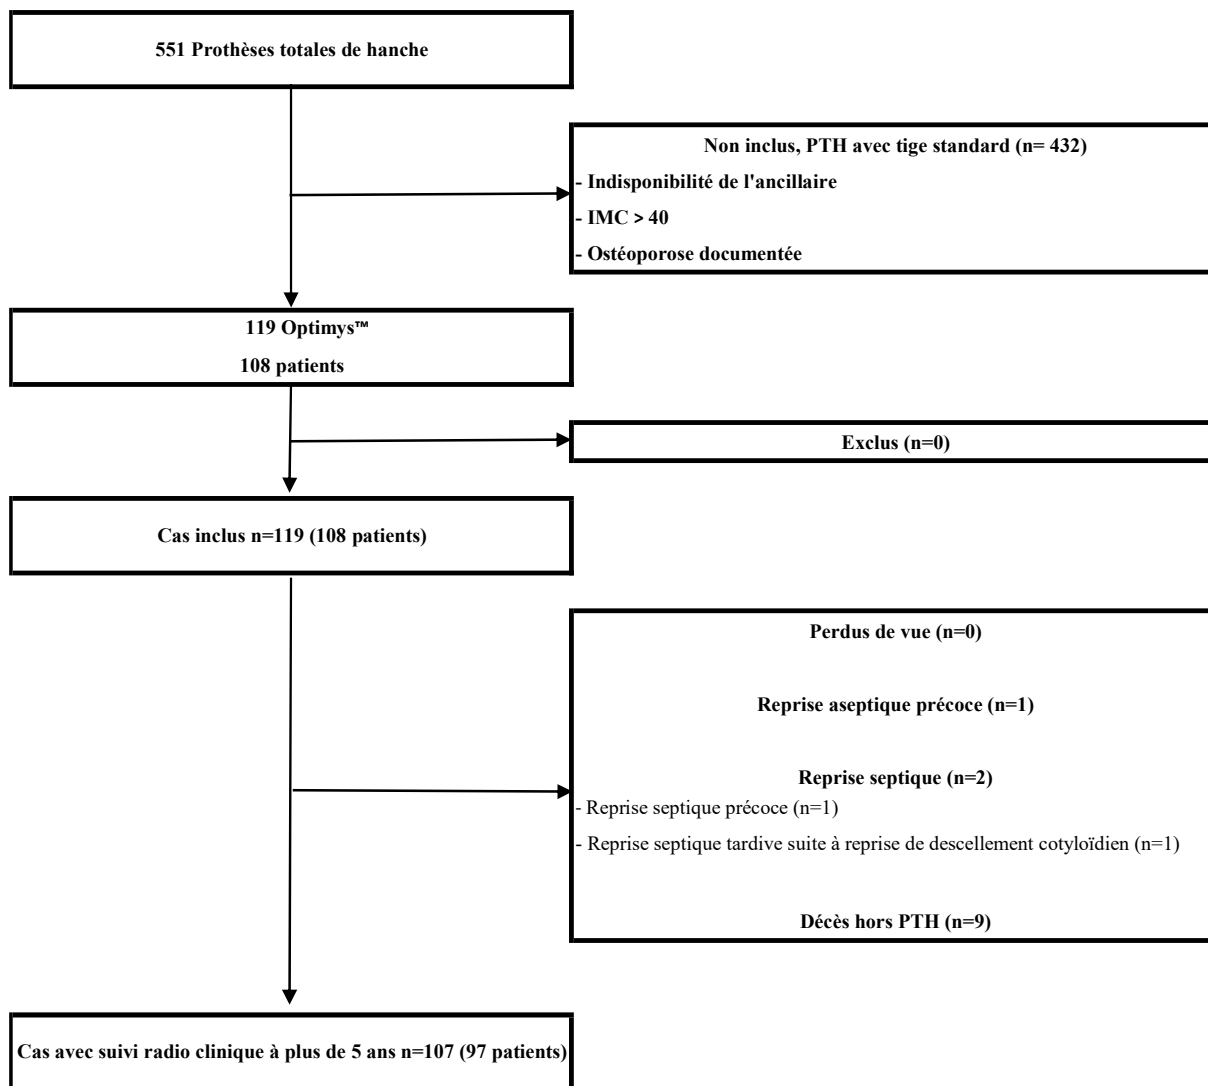 551 Prothèses totales de hanche
Non inclus, PTH avec tige standard (n= 432)
- Indisponibilité de l'ancillaire
- IMC > 40
- Ostéoporose documentée
119 Optimys™
108 patients
Exclus (n=0)
Cas inclus n=119 (108 patients)
Perdus de vue (n=0)
Reprise aseptique précoce (n=1)
Reprise septique (n=2)
- Reprise septique précoce (n=1)
- Reprise septique tardive suite à reprise de descellement cotyloïdien (n=1)
Décès hors PTH (n=9)
Cas avec suivi radio clinique à plus de 5 ans n=107 (97 patients)